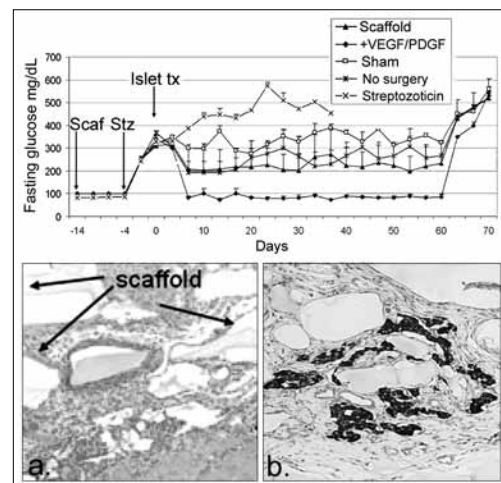 Scaffold
+VEGF/PDGF
Sham
No surgery
Streptozoticin
Fasting glucose mg/dL
700
600
500
400
300
200
100
0
Islet tx
Scaf
Stz
-14 -4 0 10 20 30 40 50 60 70
Days
scaffold
a.
b.